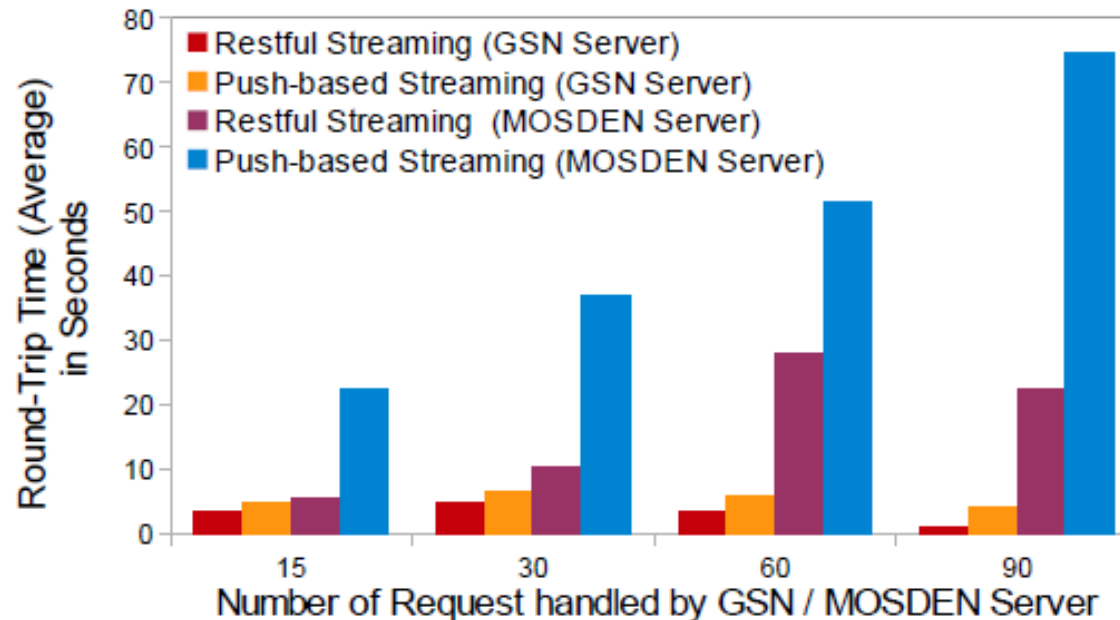 80
70
60
50
40
30
20
10
0
Round-Trip Time (Average)
in Seconds
Restful Streaming (GSN Server)
Push-based Streaming (GSN Server)
Restful Streaming (MOSDEN Server)
Push-based Streaming (MOSDEN Server)
15 30 60 90
Number of Request handled by GSN / MOSDEN Server